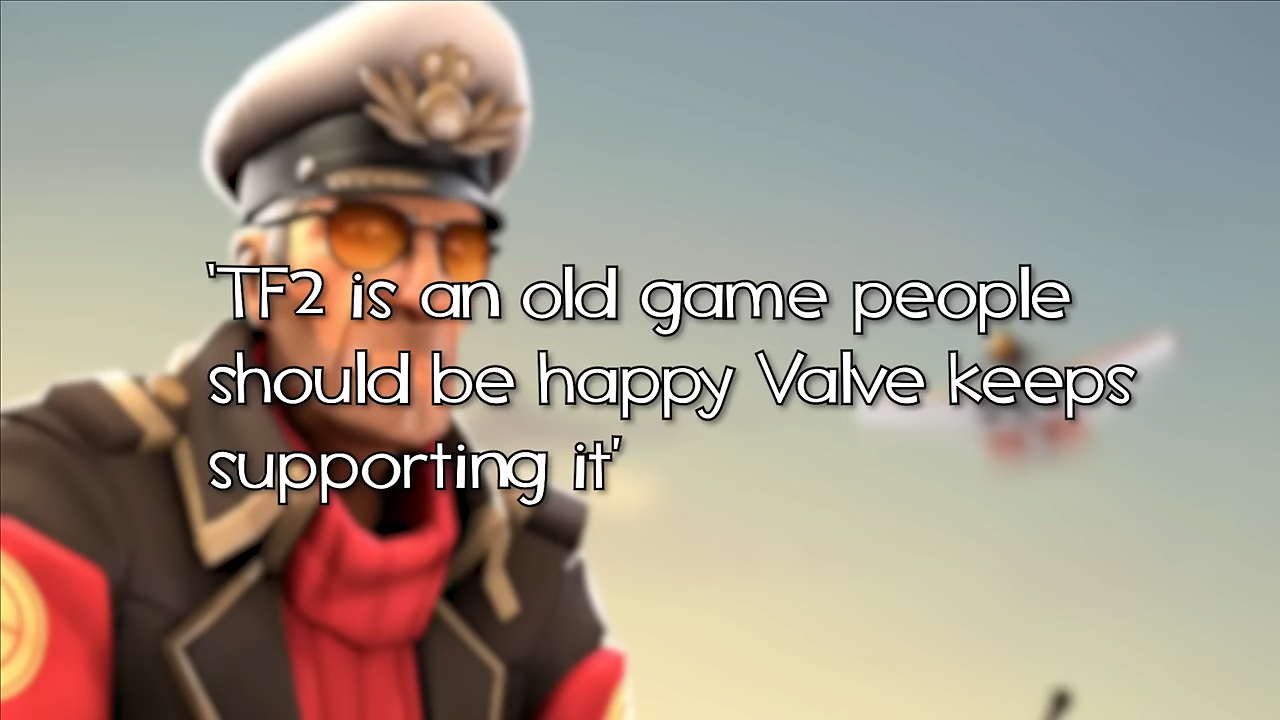 'TF2 is an old game people
should be happy Valve keeps
supporting it'